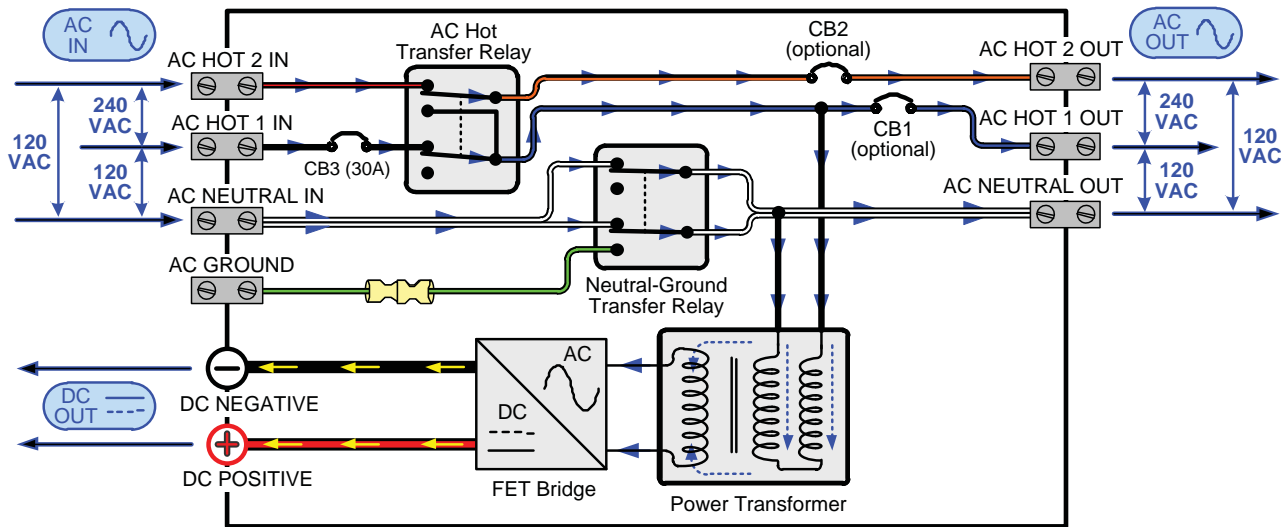 AC
IN
AC HOT 2 IN
240
VAC
120
VAC
AC HOT 1 IN
CB3 (30A)
120
VAC
AC NEUTRAL IN
AC GROUND
AC Hot
Transfer Relay
CB2
(optional)
AC HOT 2 OUT
AC
OUT
240
VAC
AC HOT 1 OUT
CB1
(optional)
120
VAC
120
VAC
AC NEUTRAL OUT
Neutral-Ground
Transfer Relay
DC NEGATIVE
DC
OUT
DC POSITIVE
AC
DC
FET Bridge
Power Transformer